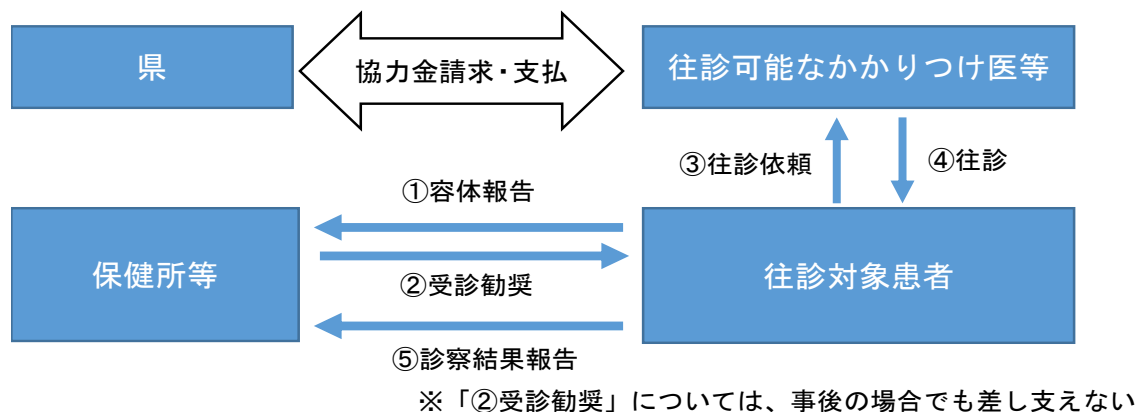 県
協力金請求・支払
往診可能なかかりつけ医等
③往診依頼
④往診
①容体報告
保健所等
②受診勧奨
往診対象患者
⑤診察結果報告
※「②受診勧奨」については、事後の場合でも差し支えない